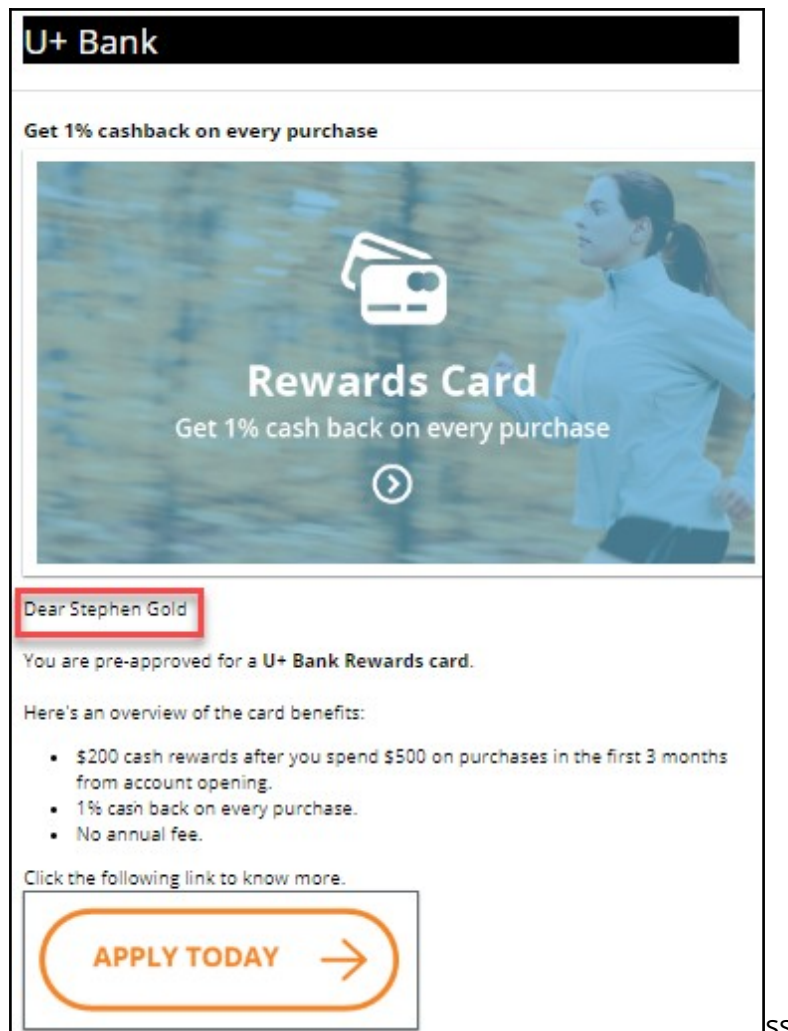 U+ Bank
Get 1% cashback on every purchase
Rewards Card
Get 1% cash back on every purchase
Dear Stephen Gold
You are pre-approved for a U+ Bank Rewards card.
Here's an overview of the card benefits:
• $200 cash rewards after you spend $500 on purchases in the first 3 months
from account opening.
• 1% cash back on every purchase.
• No annual fee.
Click the following link to know more.
APPLY TODAY
ss